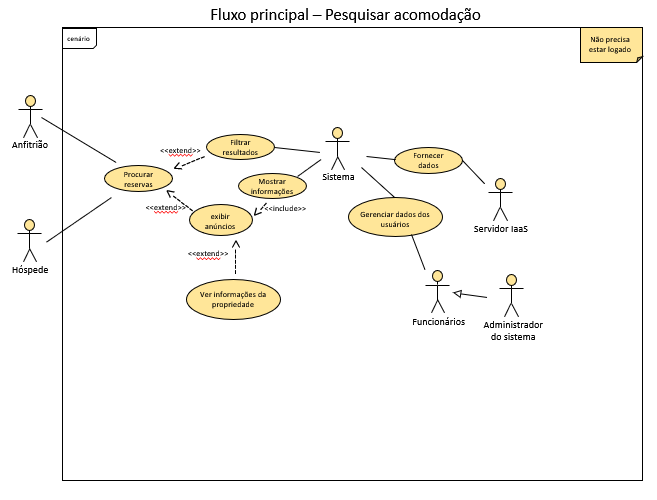 Fluxo principal – Pesquisar acomodação
cenário
Não precisa
estar logado
Anfitrião
<<extend>>
Filtrar
resultados
Sistema
Fornecer
dados
Procurar
reservas
Mostrar
informações
<<extend>>
<<include>>
exibir
anúncios
Gerenciar dados dos
usuários
Servidor IaaS
Hóspede
<<extend>>
Ver informações da
propriedade
Funcionários
Administrador
do sistema